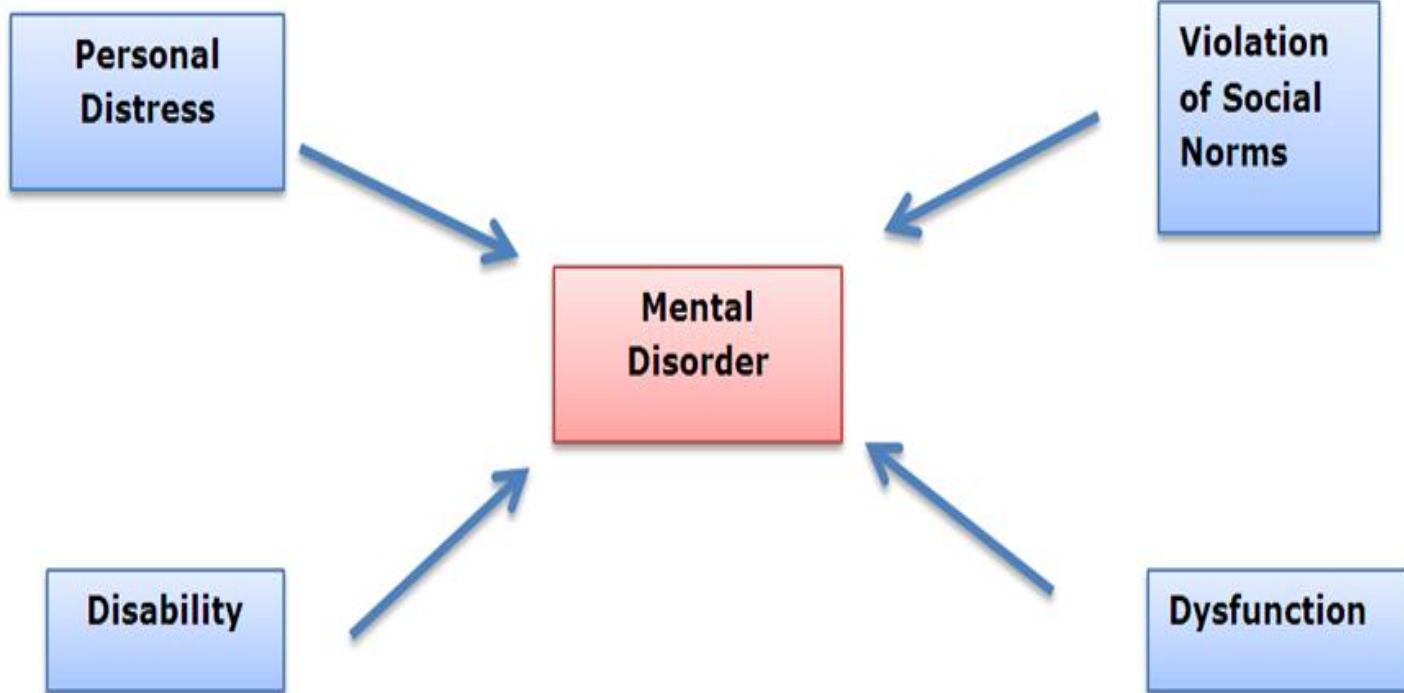 Personal
Distress
Violation
of Social
Norms
Mental
Disorder
Disability
Dysfunction